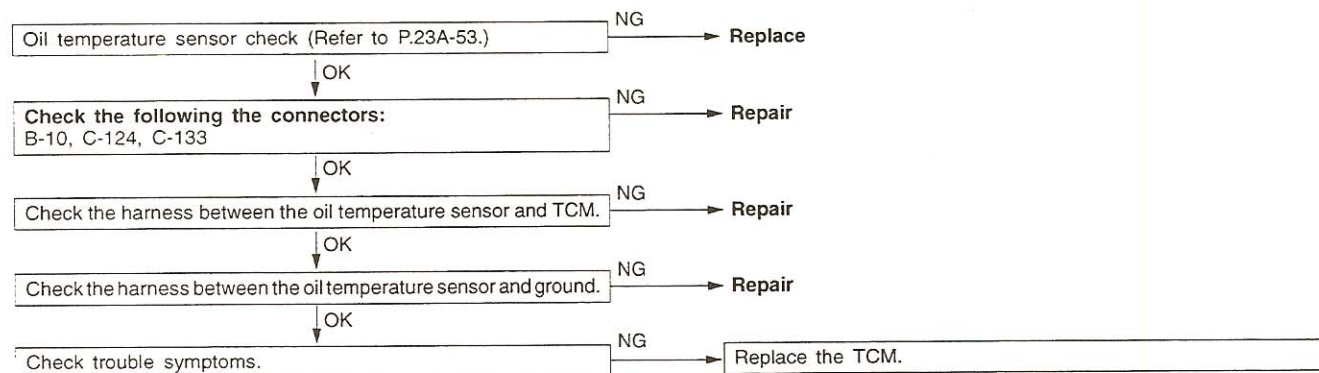 Oil temperature sensor check (Refer to P.23A-53.)
NG
Replace
OK
Check the following the connectors:
B-10, C-124, C-133
NG
Repair
OK
Check the harness between the oil temperature sensor and TCM.
NG
Repair
OK
Check the harness between the oil temperature sensor and ground.
NG
Repair
OK
Check trouble symptoms.
NG
Replace the TCM.